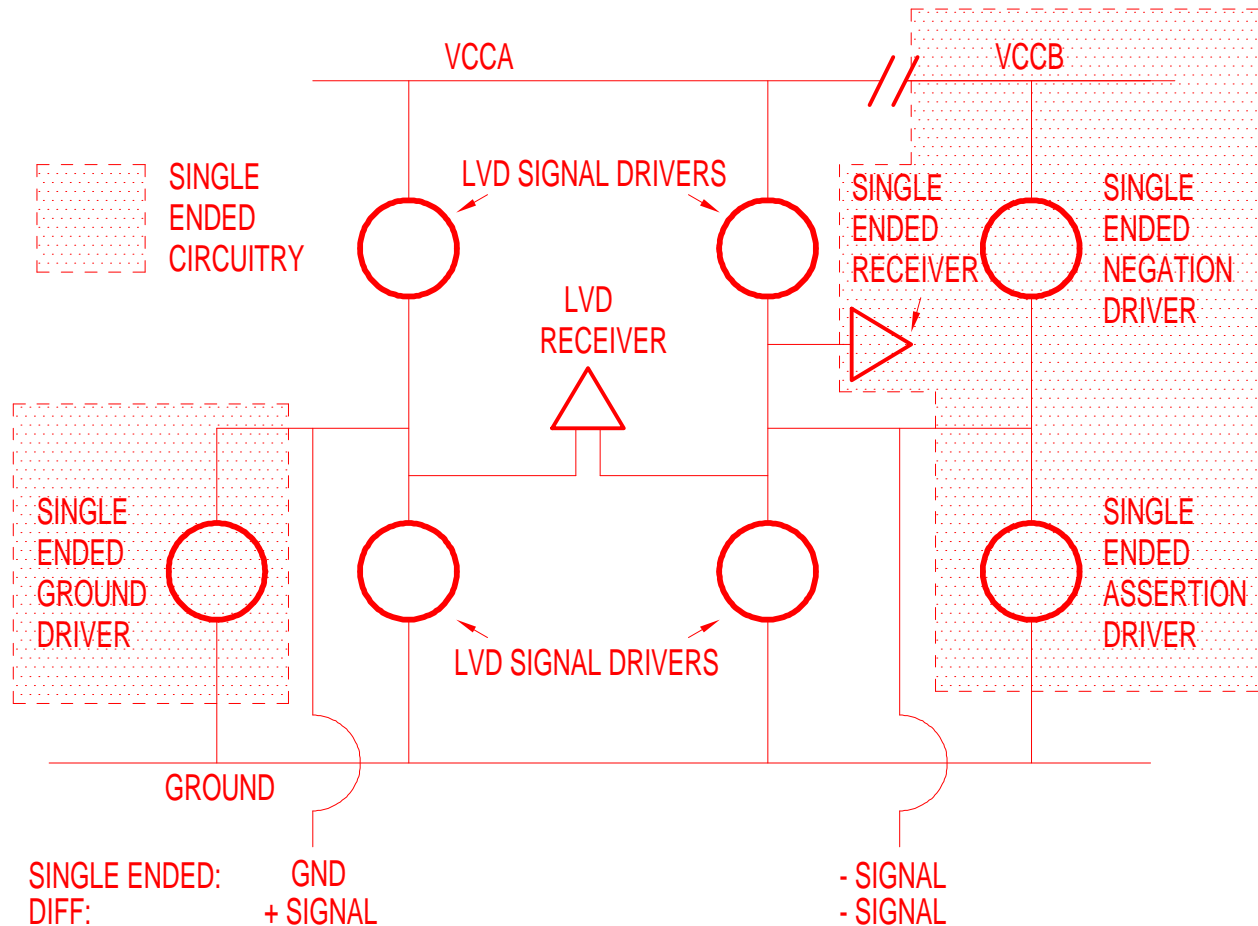 VCCA
VCCB
SINGLE
ENDED
CIRCUITRY
LVD SIGNAL DRIVERS
SINGLE
ENDED
RECEIVER
SINGLE
ENDED
NEGATION
DRIVER
LVD
RECEIVER
SINGLE
ENDED
GROUND
DRIVER
SINGLE
ENDED
ASSERTION
DRIVER
LVD SIGNAL DRIVERS
GROUND
SINGLE ENDED: GND - SIGNAL
DIFF: + SIGNAL - SIGNAL